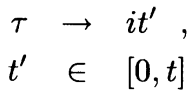 τ → it′ ,
t′ ∈ [0, t]